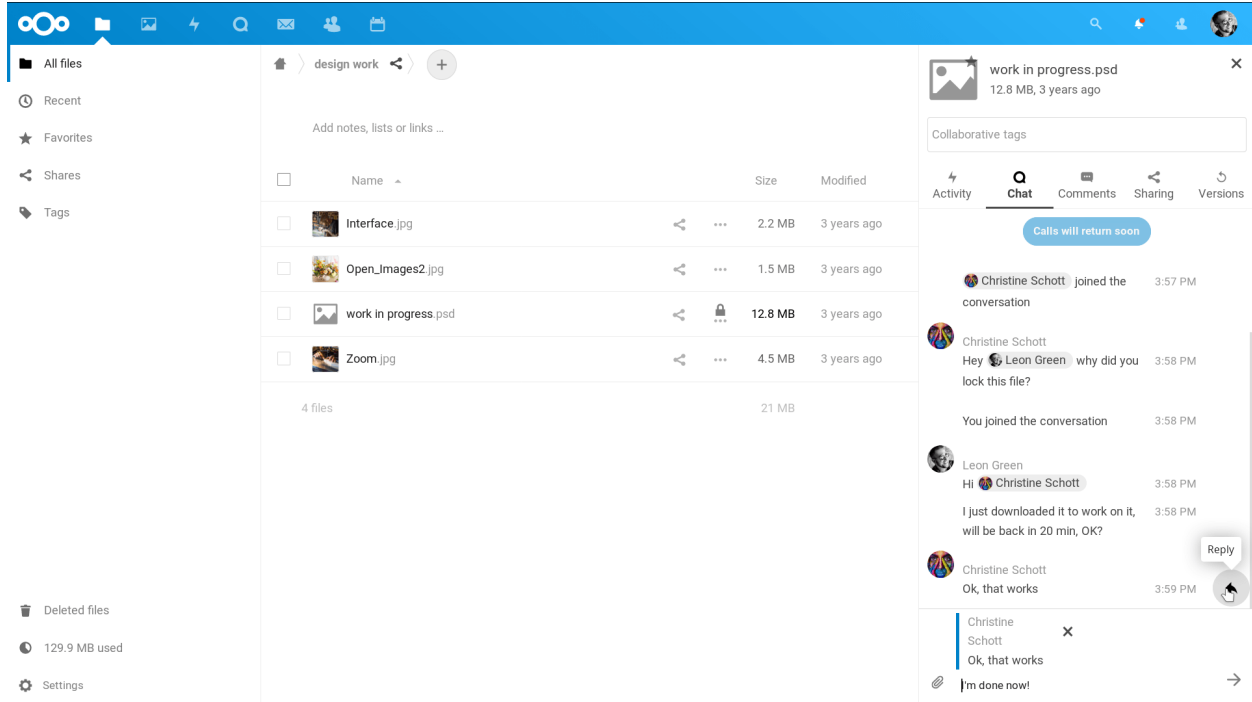 All files
Recent
Favorites
Shares
Tags
Deleted files
129.9 MB used
Settings
design work
Add notes, lists or links ...
Name Size Modified
Interface.jpg 2.2 MB 3 years ago
Open_Images2.jpg 1.5 MB 3 years ago
work in progress.psd 12.8 MB 3 years ago
Zoom.jpg 4.5 MB 3 years ago
4 files 21 MB
work in progress.psd
12.8 MB, 3 years ago
Collaborative tags
Activity Chat Comments Sharing Versions
Calls will return soon
Christine Schott joined the 3:57 PM
conversation
Christine Schott
Hey Leon Green why did you 3:58 PM
lock this file?
You joined the conversation 3:58 PM
Leon Green
Hi Christine Schott 3:58 PM
I just downloaded it to work on it, 3:58 PM
will be back in 20 min, OK?
Reply
Christine Schott
Ok, that works 3:59 PM
Christine
Schott
Ok, that works
I'm done now!